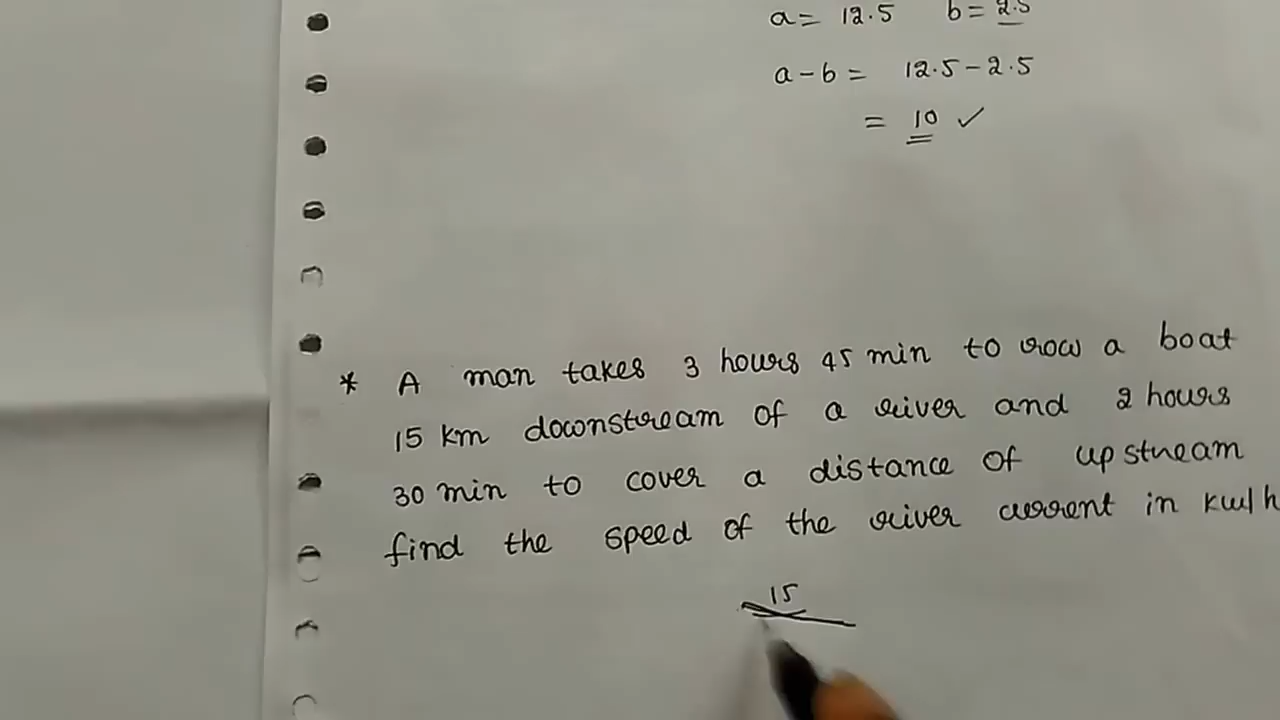 a = 12.5 b = 2.5
a - b = 12.5 - 2.5
= 10 ✓
* A man takes 3 hours 45 min to row a boat
15 km downstream of a river and 2 hours
30 min to cover a distance of upstream
find the speed of the river current in km/h
15